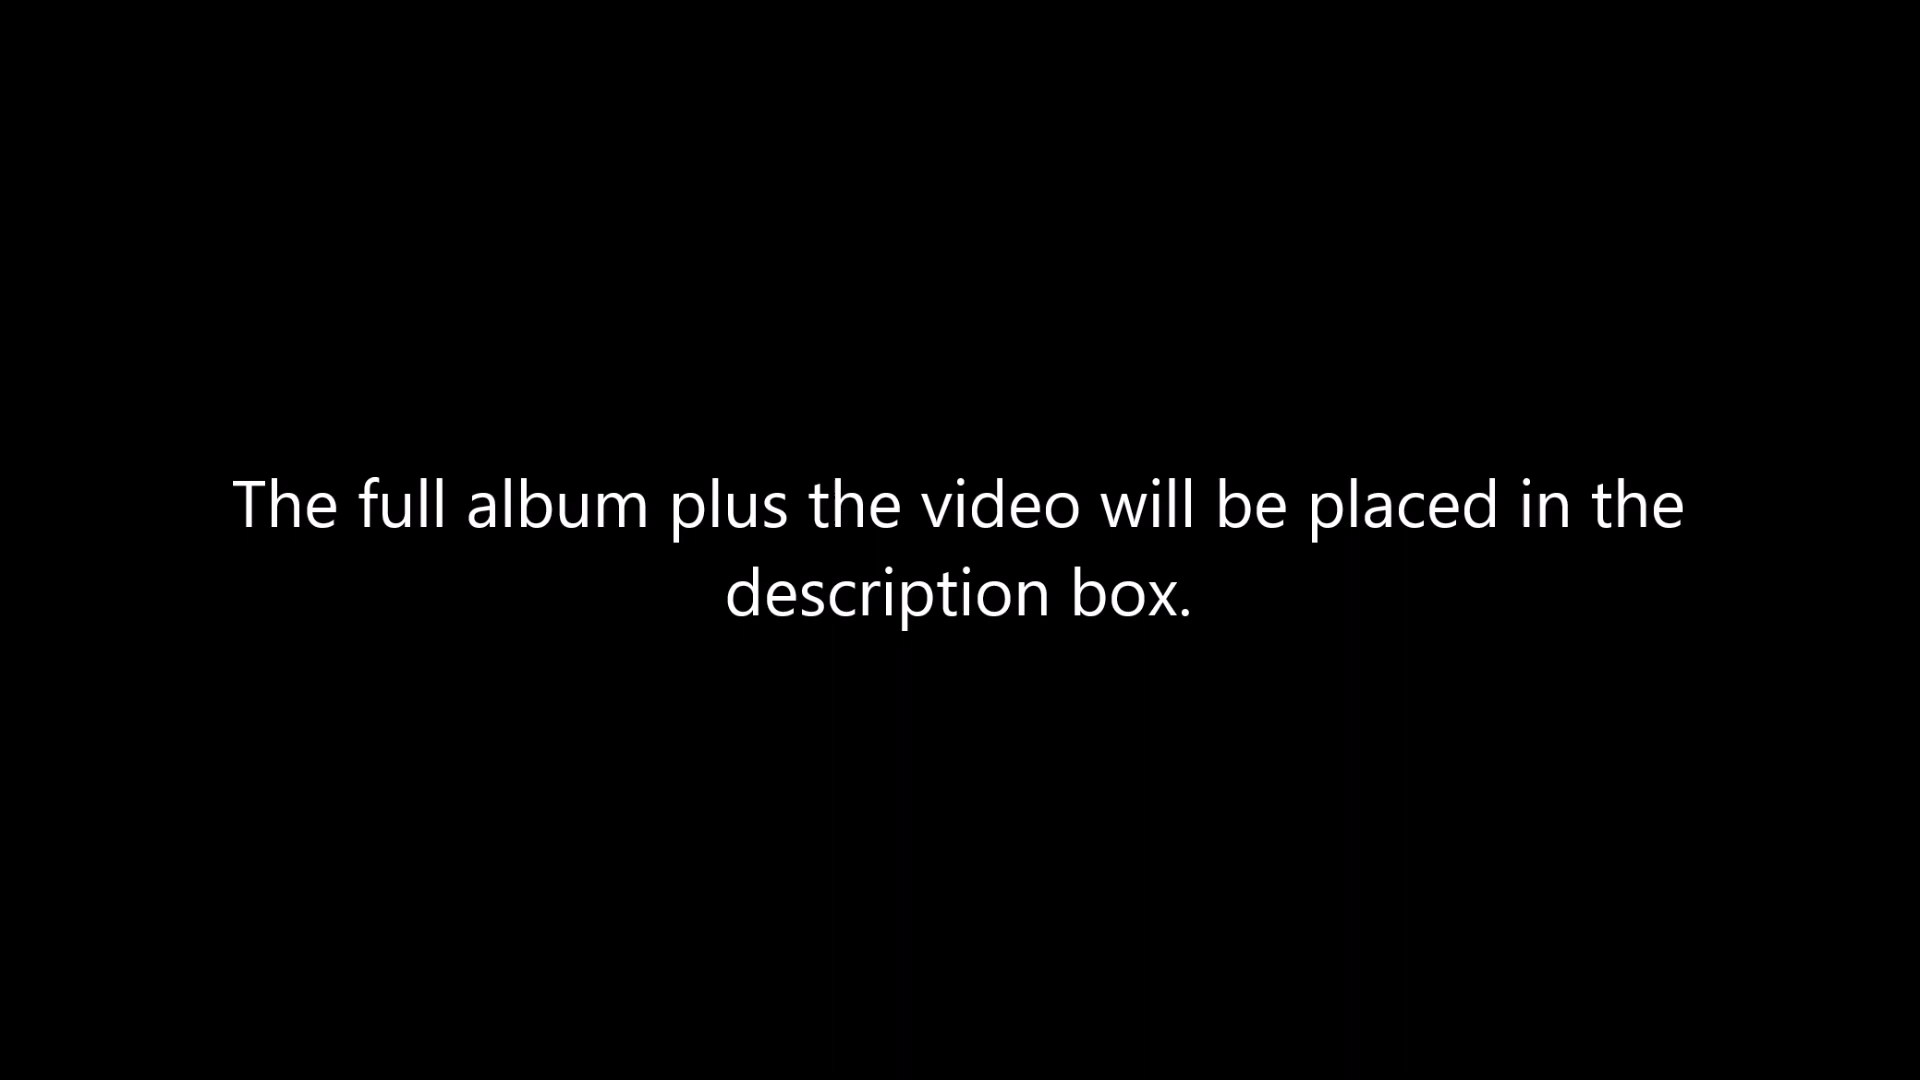 The full album plus the video will be placed in the
description box.